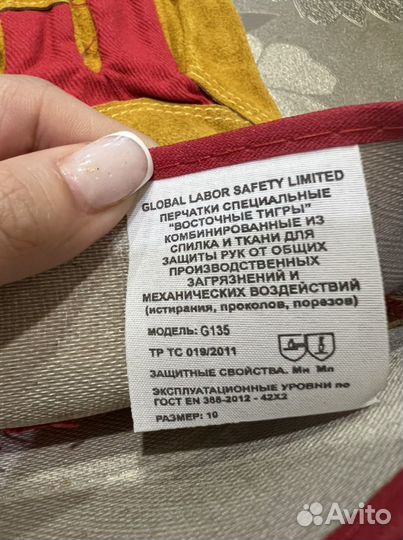 GLOBAL LABOR SAFETY LIMITED
ПЕРЧАТКИ СПЕЦИАЛЬНЫЕ
"ВОСТОЧНЫЕ ТИГРЫ"
КОМБИНИРОВАННЫЕ ИЗ
СПИЛКА И ТКАНИ ДЛЯ
ЗАЩИТЫ РУК ОТ ОБЩИХ
ПРОИЗВОДСТВЕННЫХ
ЗАГРЯЗНЕНИЙ И
МЕХАНИЧЕСКИХ ВОЗДЕЙСТВИЙ
(истирания, проколов, порезов)
МОДЕЛЬ: G135
ТР ТС 019/2011
ЗАЩИТНЫЕ СВОЙСТВА. Ми Мп
ЭКСПЛУАТАЦИОННЫЕ УРОВНИ по
ГОСТ EN 388-2012 - 42X2
РАЗМЕР: 10
Avito